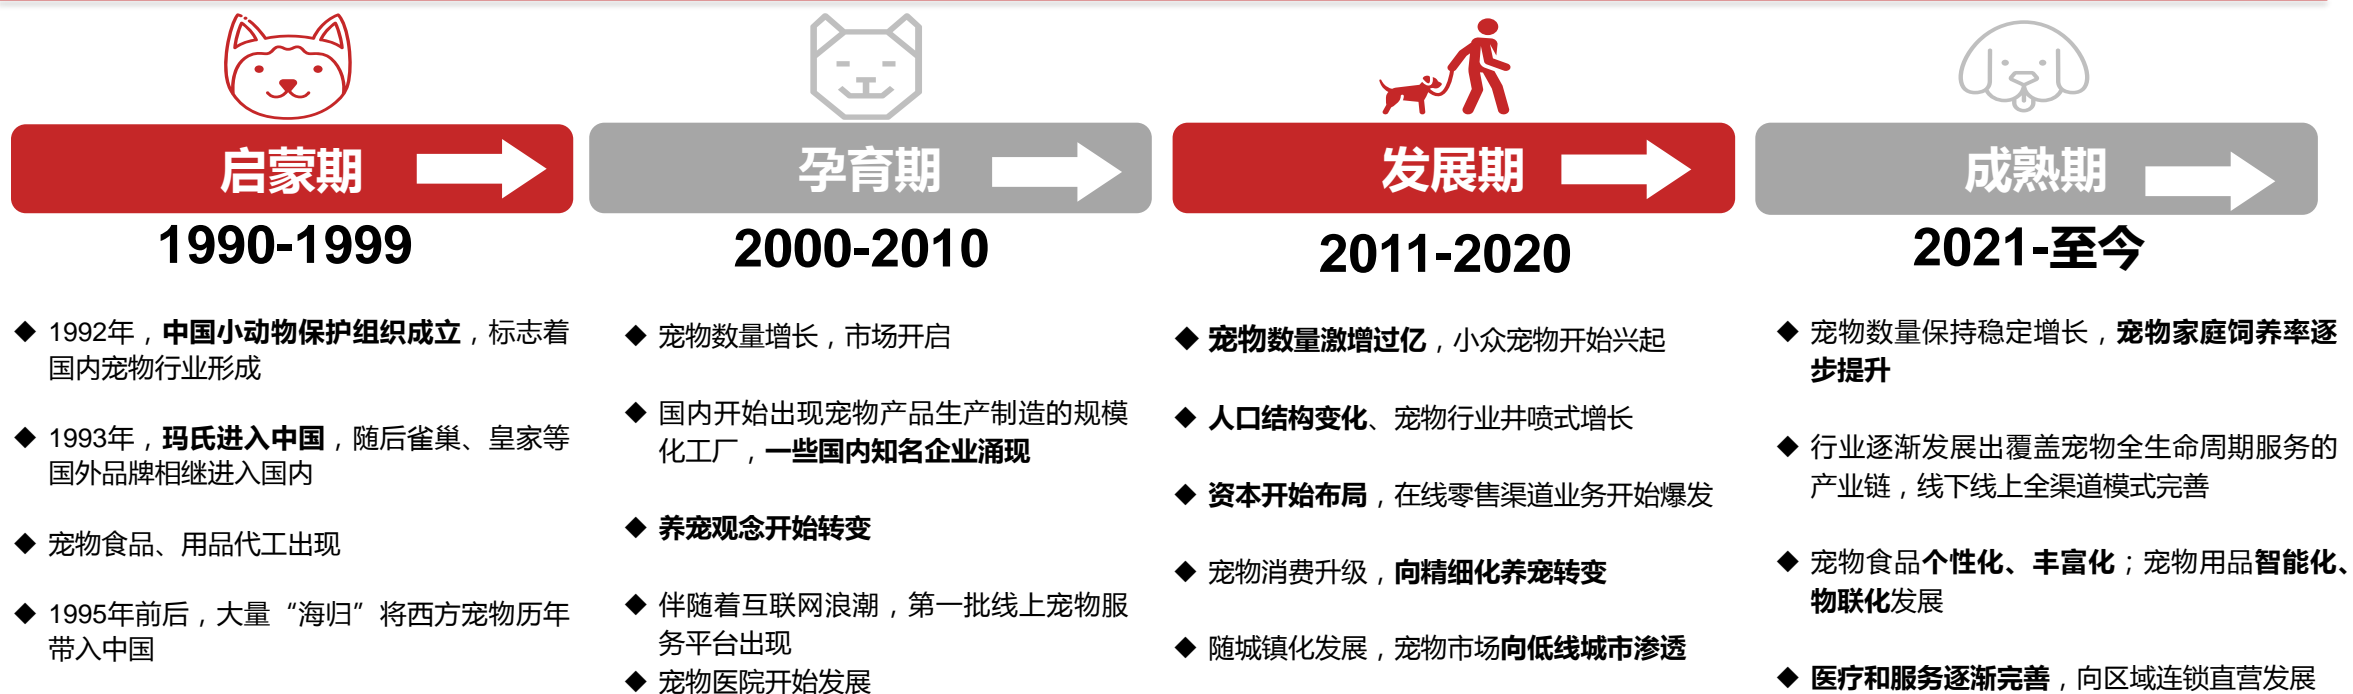 启蒙期
1990-1999
◆ 1992年，中国小动物保护组织成立，标志着
国内宠物行业形成
◆ 1993年，玛氏进入中国，随后雀巢、皇家等
国外品牌相继进入国内
◆ 宠物食品、用品代工出现
◆ 1995年前后，大量“海归”将西方宠物历年
带入中国
孕育期
2000-2010
◆ 宠物数量增长，市场开启
◆ 国内开始出现宠物产品生产制造的规模
化工厂，一些国内知名企业涌现
◆ 养宠观念开始转变
◆ 伴随着互联网浪潮，第一批线上宠物服
务平台出现
◆ 宠物医院开始发展
发展期
2011-2020
◆ 宠物数量激增过亿，小众宠物开始兴起
◆ 人口结构变化、宠物行业井喷式增长
◆ 资本开始布局，在线零售渠道业务开始爆发
◆ 宠物消费升级，向精细化养宠转变
◆ 随城镇化发展，宠物市场向低线城市渗透
成熟期
2021-至今
◆ 宠物数量保持稳定增长，宠物家庭饲养率逐
步提升
◆ 行业逐渐发展出覆盖宠物全生命周期服务的
产业链，线下线上全渠道模式完善
◆ 宠物食品个性化、丰富化；宠物用品智能化、
物联化发展
◆ 医疗和服务逐渐完善，向区域连锁直营发展